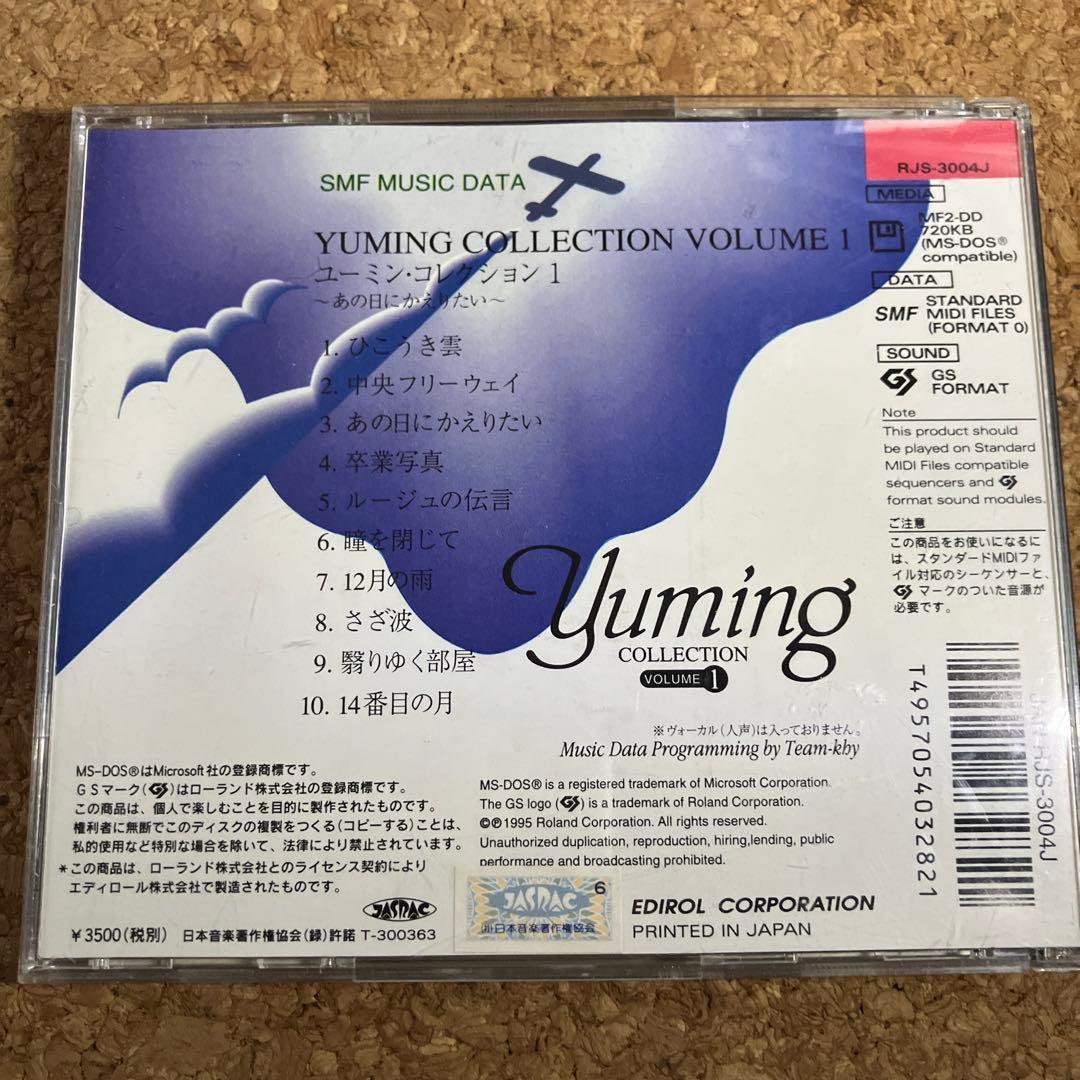 SMF MUSIC DATA
YUMING COLLECTION VOLUME 1
ユーミン・コレクション 1
～あの日にかえりたい～
1. ひこうき雲
2. 中央フリーウェイ
3. あの日にかえりたい
4. 卒業写真
5. ルージュの伝言
6. 瞳を閉じて
7. 12月の雨
8. さざ波
9. 翳りゆく部屋
10. 14番目の月
RJS-3004J
MEDIA
MF2-DD
720KB
(MS-DOS®
compatible)
DATA
SMF STANDARD
MIDI FILES
(FORMAT 0)
SOUND
GS GS
FORMAT
Note
This product should
be played on Standard
MIDI Files compatible
sequencers and GS
format sound modules.
ご注意
この商品をお使いになるに
は、スタンダードMIDIファ
イル対応のシーケンサーと、
GS マークのついた音源が
必要です。
Yuming
COLLECTION
VOLUME 1
※ヴォーカル(人声)は入っておりません。
Music Data Programming by Team-kby
MS-DOS®はMicrosoft社の登録商標です。
GSマーク(GS)はローランド株式会社の登録商標です。
この商品は、個人で楽しむことを目的に製作されたものです。
権利者に無断でこのディスクの複製をつくる(コピーする)ことは、
私的使用など特別な場合を除いて、法律により禁止されています。
*この商品は、ローランド株式会社とのライセンス契約により
エディロール株式会社で製造されたものです。
MS-DOS® is a registered trademark of Microsoft Corporation.
The GS logo (GS) is a trademark of Roland Corporation.
©℗1995 Roland Corporation. All rights reserved.
Unauthorized duplication, reproduction, hiring,lending, public
performance and broadcasting prohibited.
JASRAC
¥3500(税別) 日本音楽著作権協会(録)許諾 T-300363
6
JASRAC
㈳日本音楽著作権協会
EDIROL CORPORATION
PRINTED IN JAPAN
T4957054032821
RJS-3004J